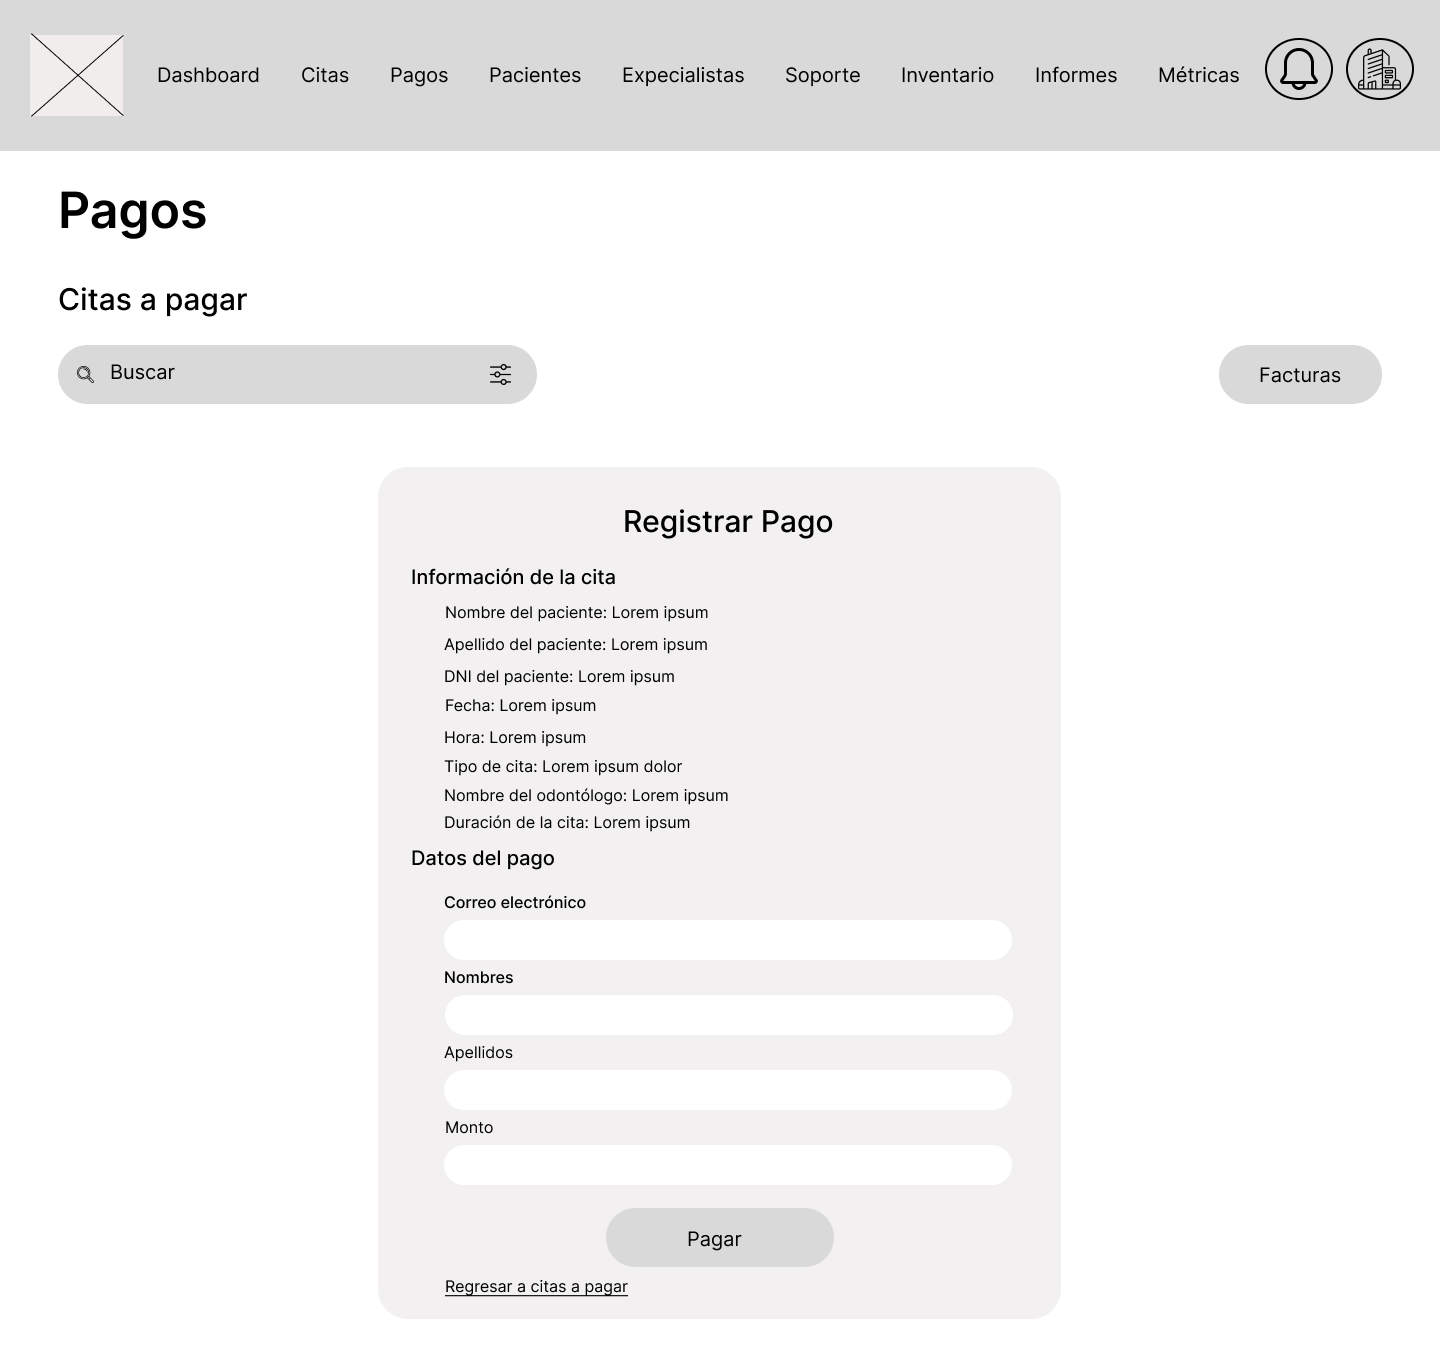 Dashboard Citas Pagos Pacientes Expecialistas Soporte Inventario Informes Métricas
Pagos
Citas a pagar
Buscar
Facturas
Registrar Pago
Información de la cita
Nombre del paciente: Lorem ipsum
Apellido del paciente: Lorem ipsum
DNI del paciente: Lorem ipsum
Fecha: Lorem ipsum
Hora: Lorem ipsum
Tipo de cita: Lorem ipsum dolor
Nombre del odontólogo: Lorem ipsum
Duración de la cita: Lorem ipsum
Datos del pago
Correo electrónico
Nombres
Apellidos
Monto
Pagar
Regresar a citas a pagar